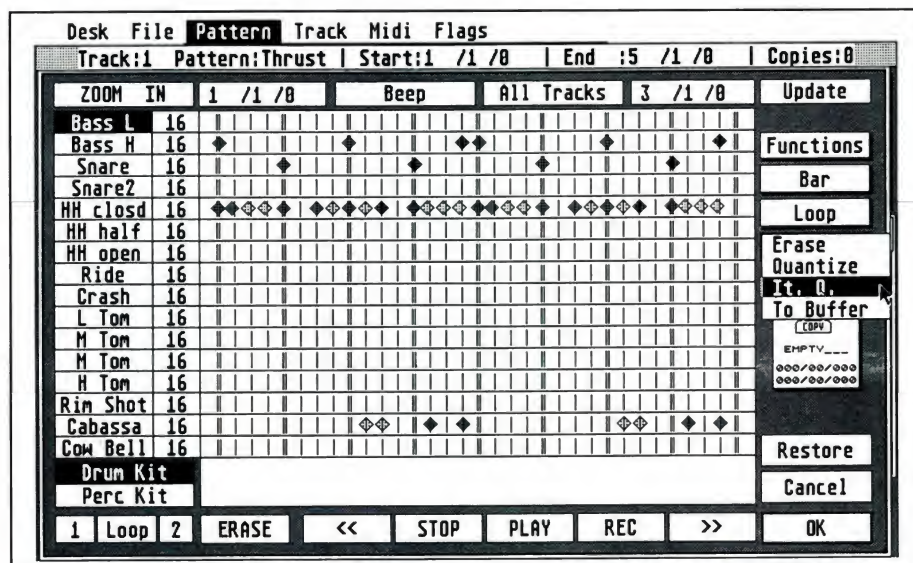 Desk File Pattern Track Midi Flags
Track:1 Pattern:Thrust | Start:1 /1 /0 | End :5 /1 /0 | Copies:0
ZOOM IN 1 /1 /0 Beep All Tracks 3 /1 /0 Update
Bass L 16
Bass H 16
Snare 16
Snare2 16
HH closd 16
HH half 16
HH open 16
Ride 16
Crash 16
L Tom 16
M Tom 16
M Tom 16
H Tom 16
Rim Shot 16
Cabassa 16
Cow Bell 16
Drum Kit
Perc Kit
Functions
Bar
Loop
Erase
Quantize
It. Q.
To Buffer
COPY
EMPTY___
000/00/000
000/00/000
Restore
Cancel
1 Loop 2 ERASE << STOP PLAY REC >> OK